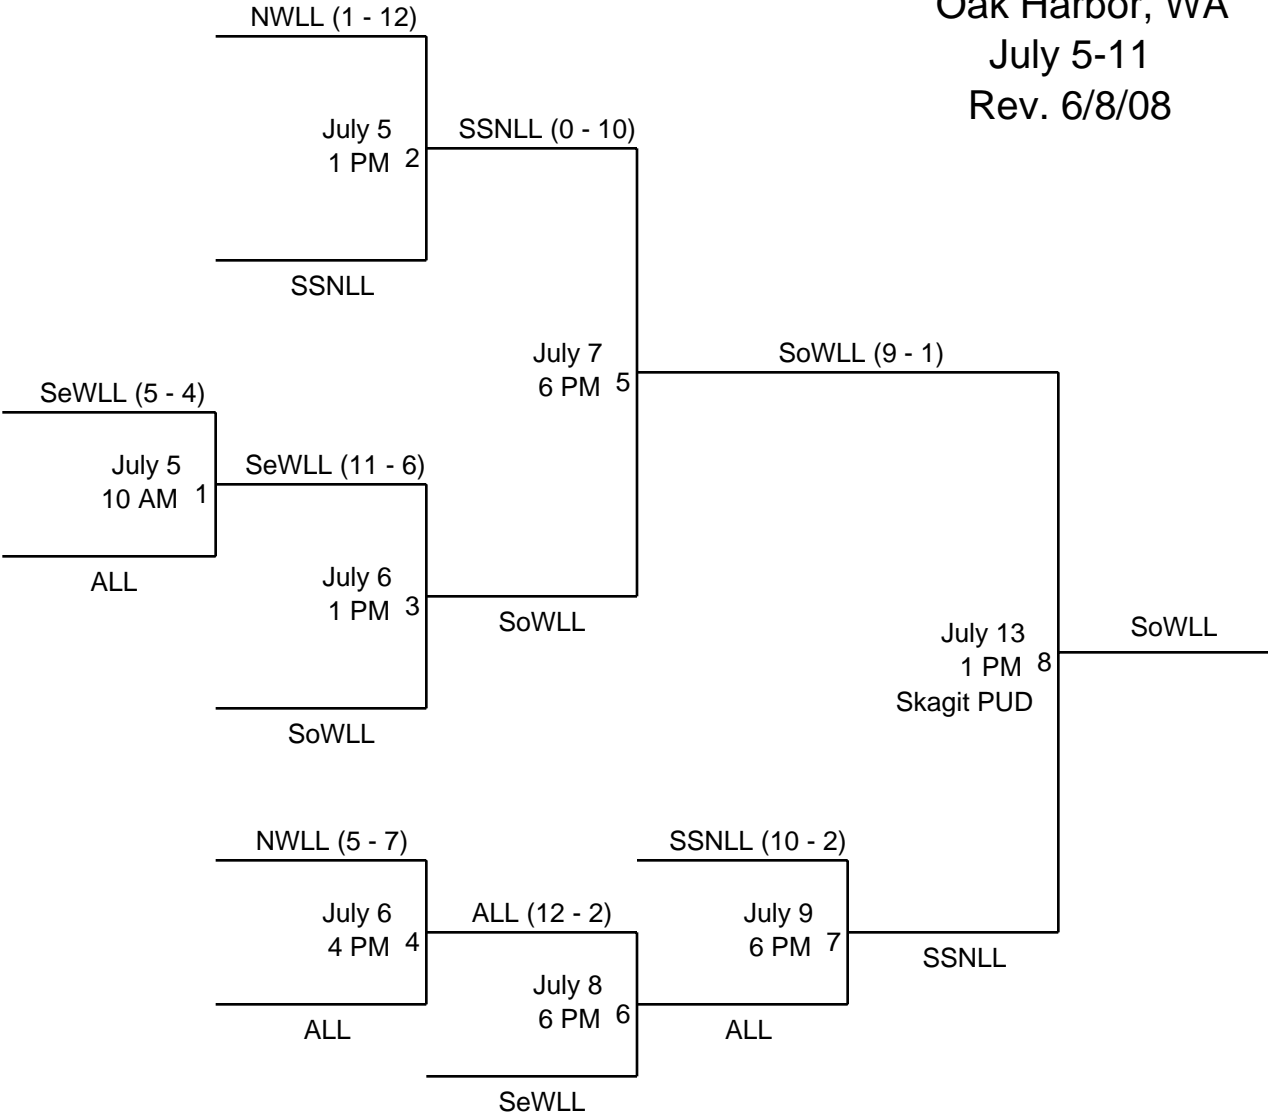 NWLL (1 - 12)
Oak Harbor, WA
July 5-11
Rev. 6/8/08
July 5
1 PM 2
SSNLL (0 - 10)
SSNLL
July 7
6 PM 5
SoWLL (9 - 1)
SeWLL (5 - 4)
July 5
10 AM 1
SeWLL (11 - 6)
ALL
July 6
1 PM 3
SoWLL
SoWLL
July 13
1 PM 8
Skagit PUD
SoWLL
NWLL (5 - 7)
SSNLL (10 - 2)
July 6
4 PM 4
ALL (12 - 2)
July 9
6 PM 7
SSNLL
July 8
6 PM 6
ALL
ALL
SeWLL